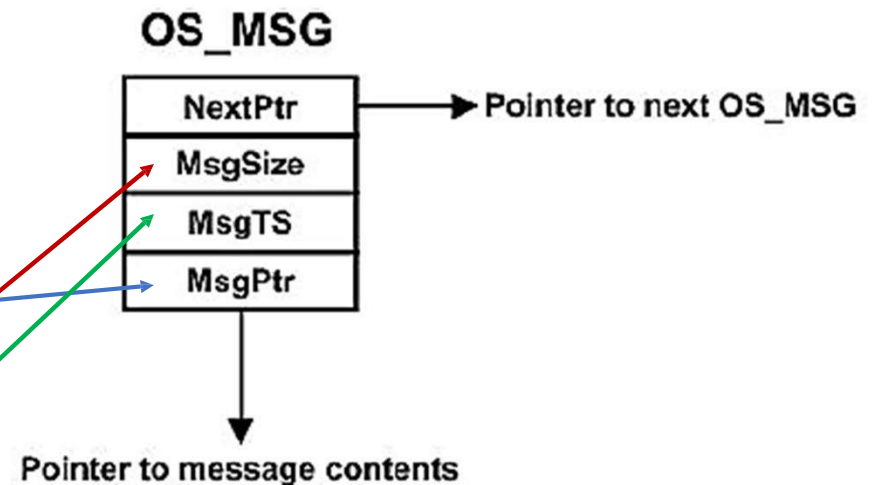 OS_MSG
NextPtr
Pointer to next OS_MSG
MsgSize
MsgTS
MsgPtr
Pointer to message contents